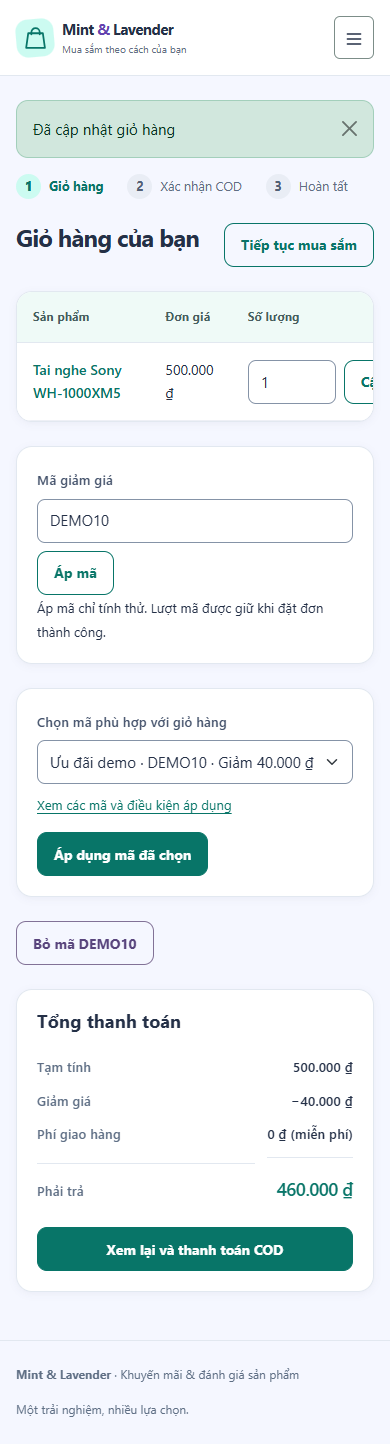 Mint & Lavender
Mua sắm theo cách của bạn
Đã cập nhật giỏ hàng
1 Giỏ hàng 2 Xác nhận COD 3 Hoàn tất
Giỏ hàng của bạn
Tiếp tục mua sắm
Sản phẩm Đơn giá Số lượng
Tai nghe Sony WH-1000XM5 500.000 ₫ 1
Mã giảm giá
DEMO10
Áp mã
Áp mã chỉ tính thử. Lượt mã được giữ khi đặt đơn
thành công.
Chọn mã phù hợp với giỏ hàng
Ưu đãi demo · DEMO10 · Giảm 40.000 ₫
Xem các mã và điều kiện áp dụng
Áp dụng mã đã chọn
Bỏ mã DEMO10
Tổng thanh toán
Tạm tính 500.000 ₫
Giảm giá −40.000 ₫
Phí giao hàng 0 ₫ (miễn phí)
Phải trả 460.000 ₫
Xem lại và thanh toán COD
Mint & Lavender · Khuyến mãi & đánh giá sản phẩm
Một trải nghiệm, nhiều lựa chọn.